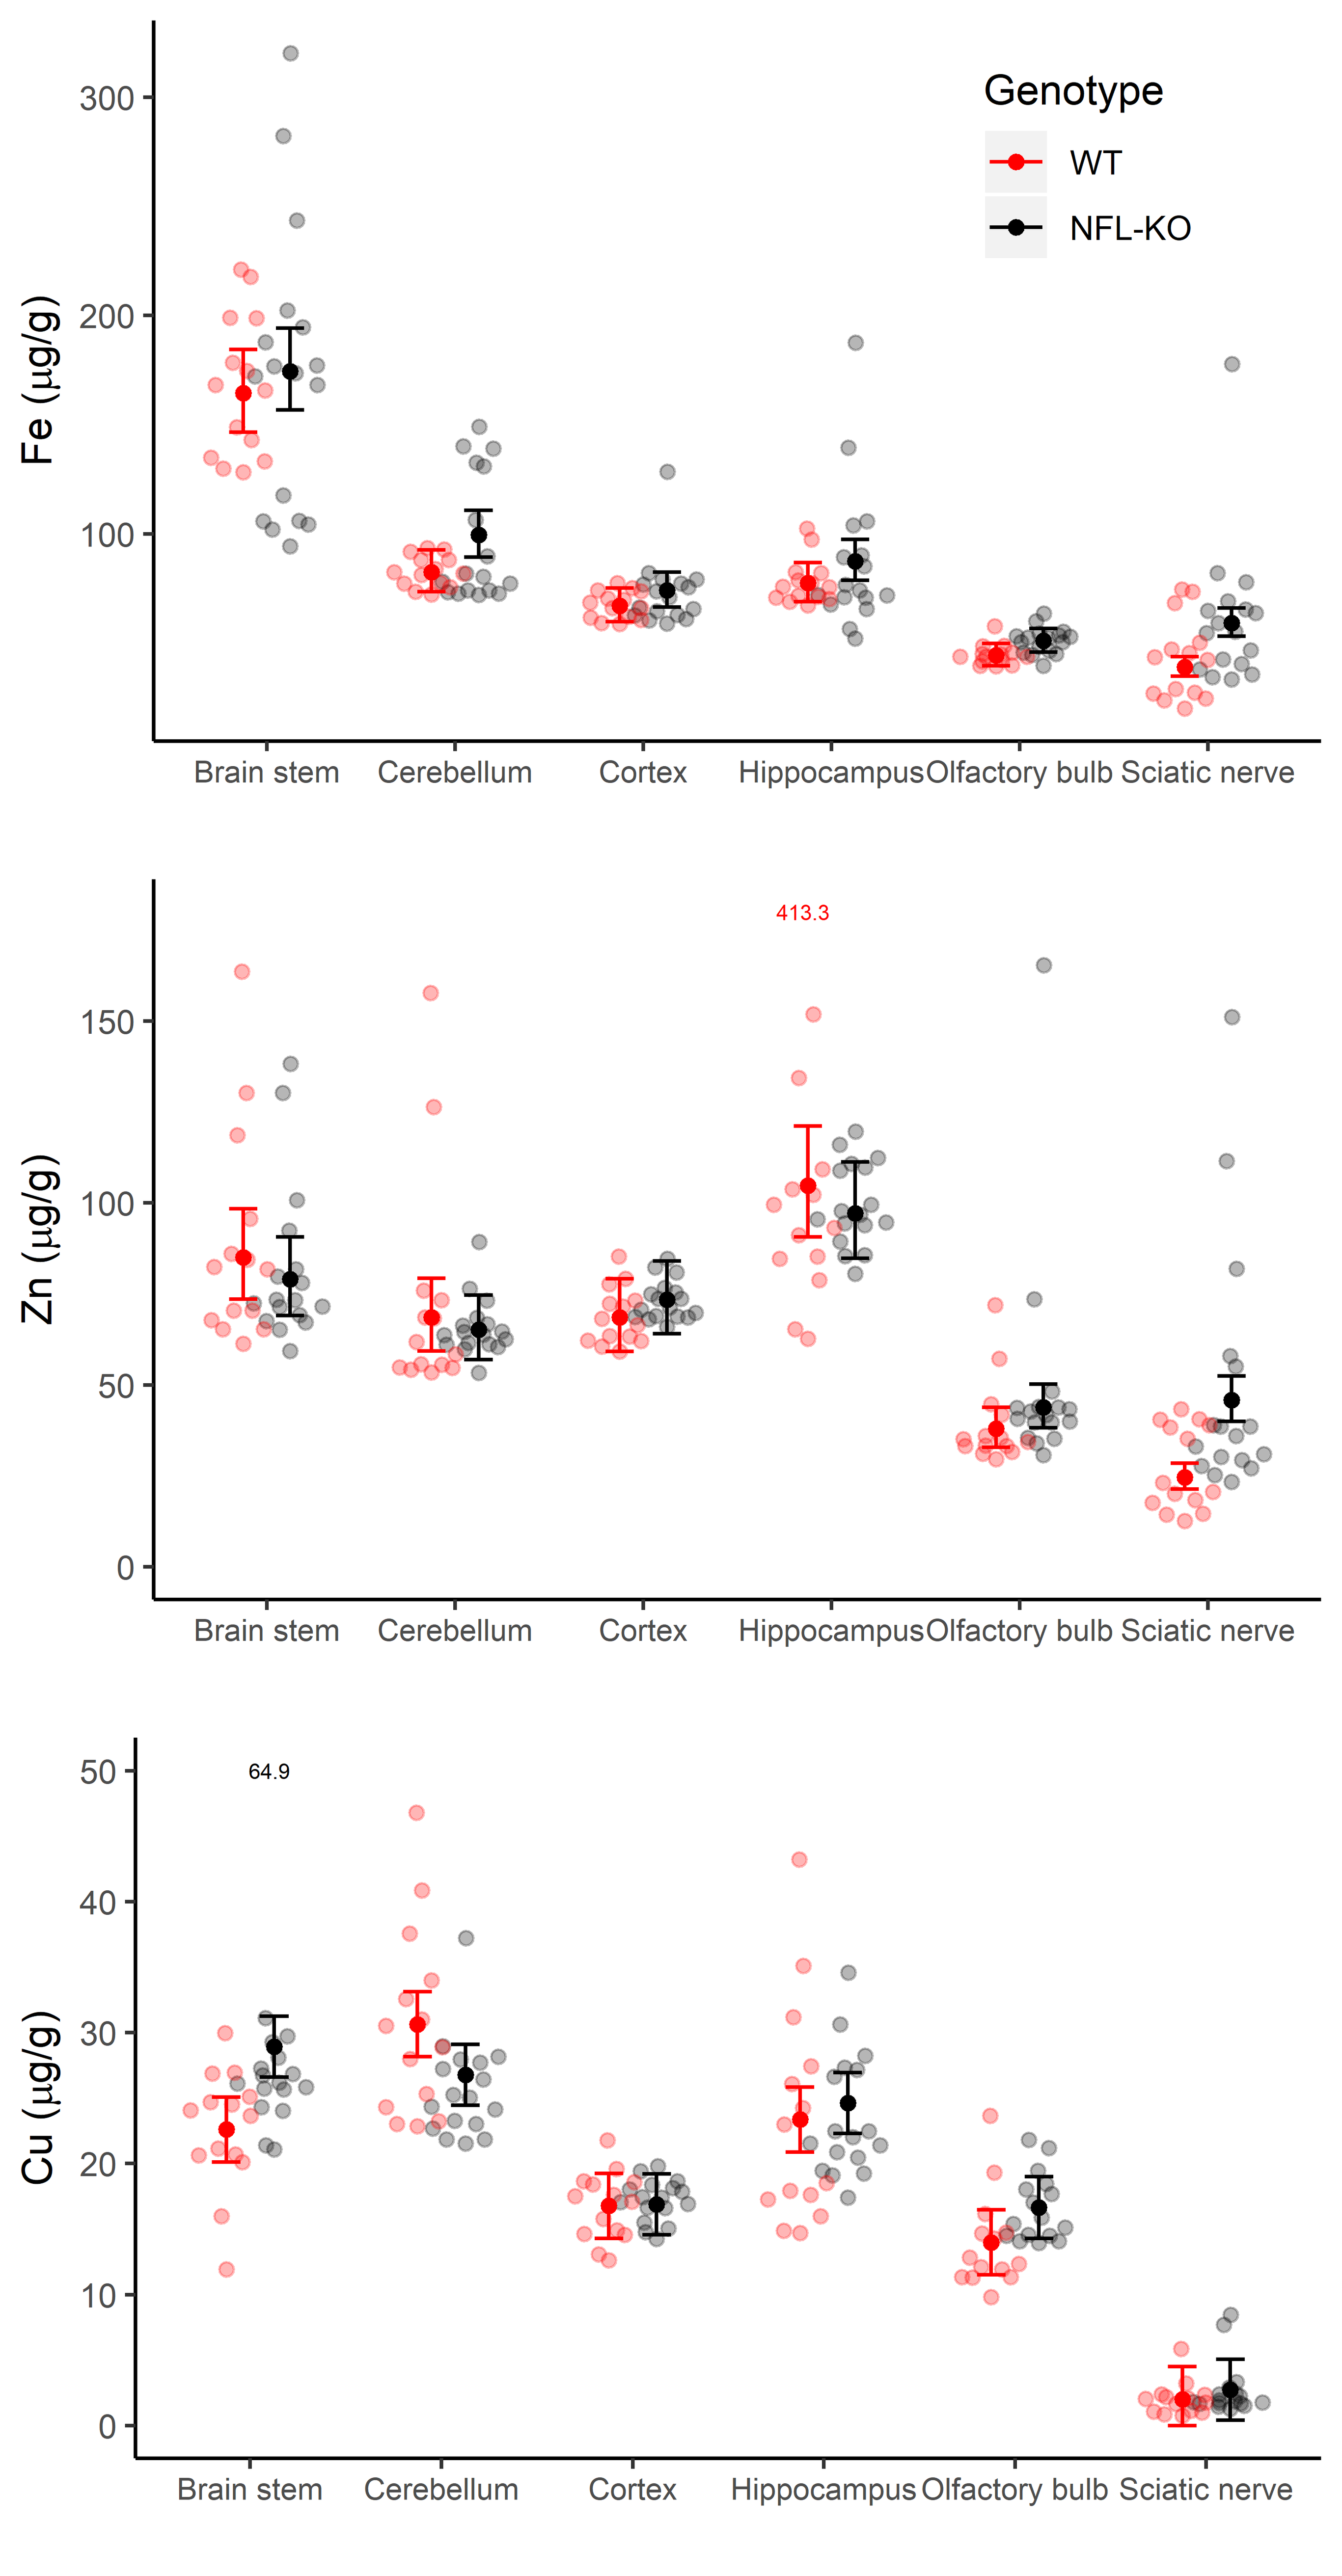 Genotype
WT
NFL-KO
Fe (μg/g)
300
200
100
Brain stem Cerebellum Cortex Hippocampus Olfactory bulb Sciatic nerve
413.3
Zn (μg/g)
150
100
50
0
Brain stem Cerebellum Cortex Hippocampus Olfactory bulb Sciatic nerve
64.9
Cu (μg/g)
50
40
30
20
10
0
Brain stem Cerebellum Cortex Hippocampus Olfactory bulb Sciatic nerve